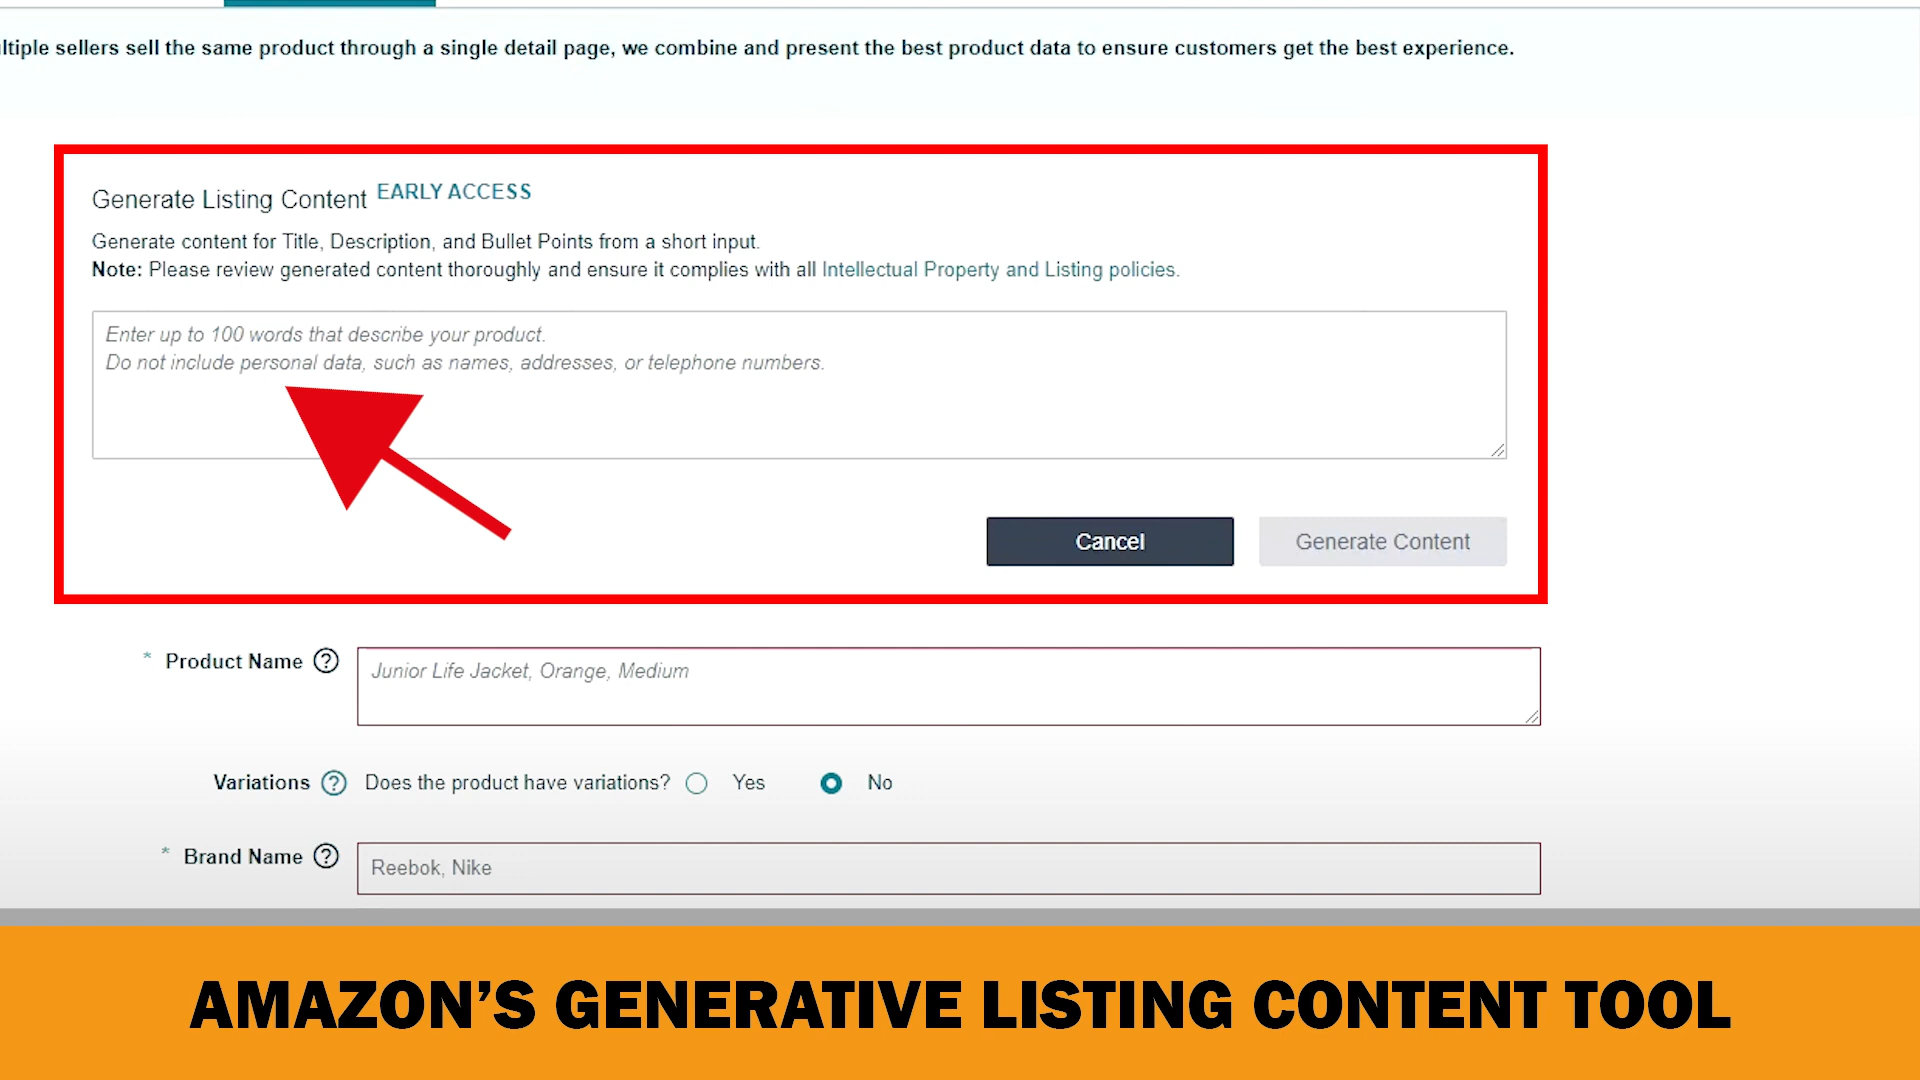 sellers sell the same product through a single detail page, we combine and present the best product data to ensure customers get the best experience.
Generate Listing Content EARLY ACCESS
Generate content for Title, Description, and Bullet Points from a short input.
Note: Please review generated content thoroughly and ensure it complies with all Intellectual Property and Listing policies.
Enter up to 100 words that describe your product.
Do not include personal data, such as names, addresses, or telephone numbers.
Cancel Generate Content
* Product Name ? Junior Life Jacket, Orange, Medium
Variations ? Does the product have variations? Yes No
* Brand Name ? Reebok, Nike
AMAZON'S GENERATIVE LISTING CONTENT TOOL